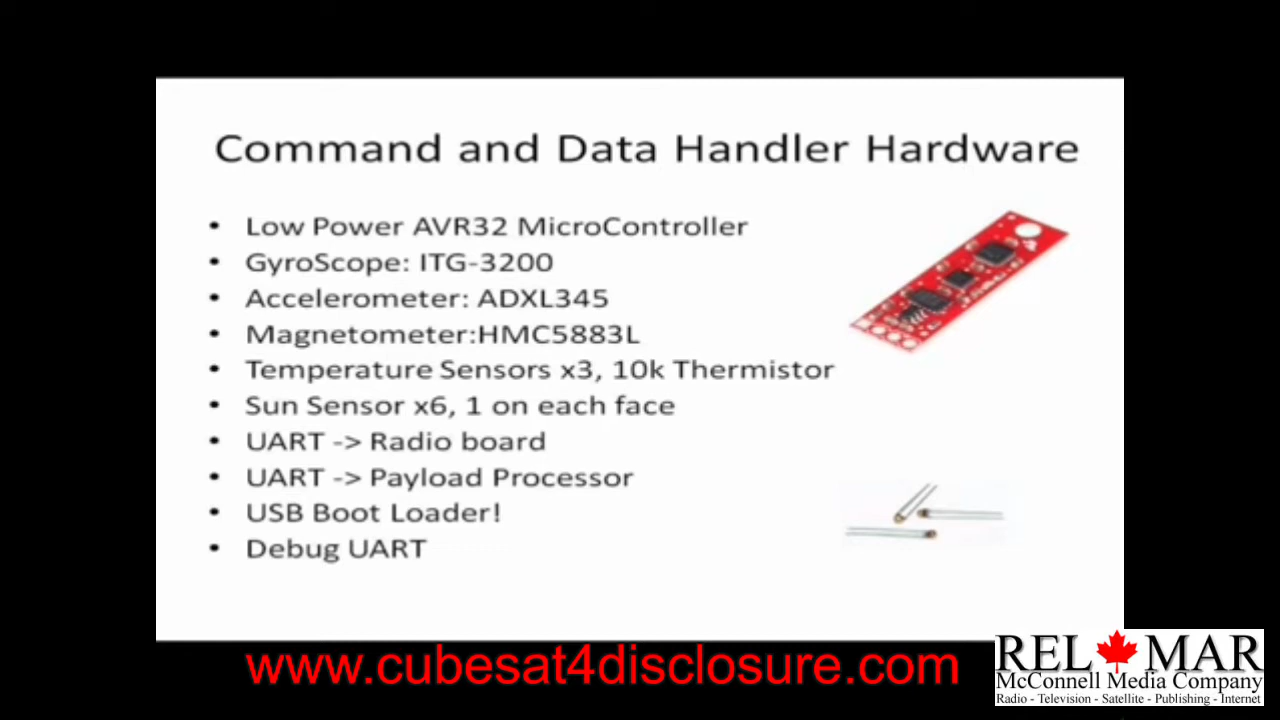 Command and Data Handler Hardware
• Low Power AVR32 MicroController
• GyroScope: ITG-3200
• Accelerometer: ADXL345
• Magnetometer:HMC5883L
• Temperature Sensors x3, 10k Thermistor
• Sun Sensor x6, 1 on each face
• UART -> Radio board
• UART -> Payload Processor
• USB Boot Loader!
• Debug UART
www.cubesat4disclosure.com
REL MAR
McConnell Media Company
Radio - Television - Satellite - Publishing - Internet